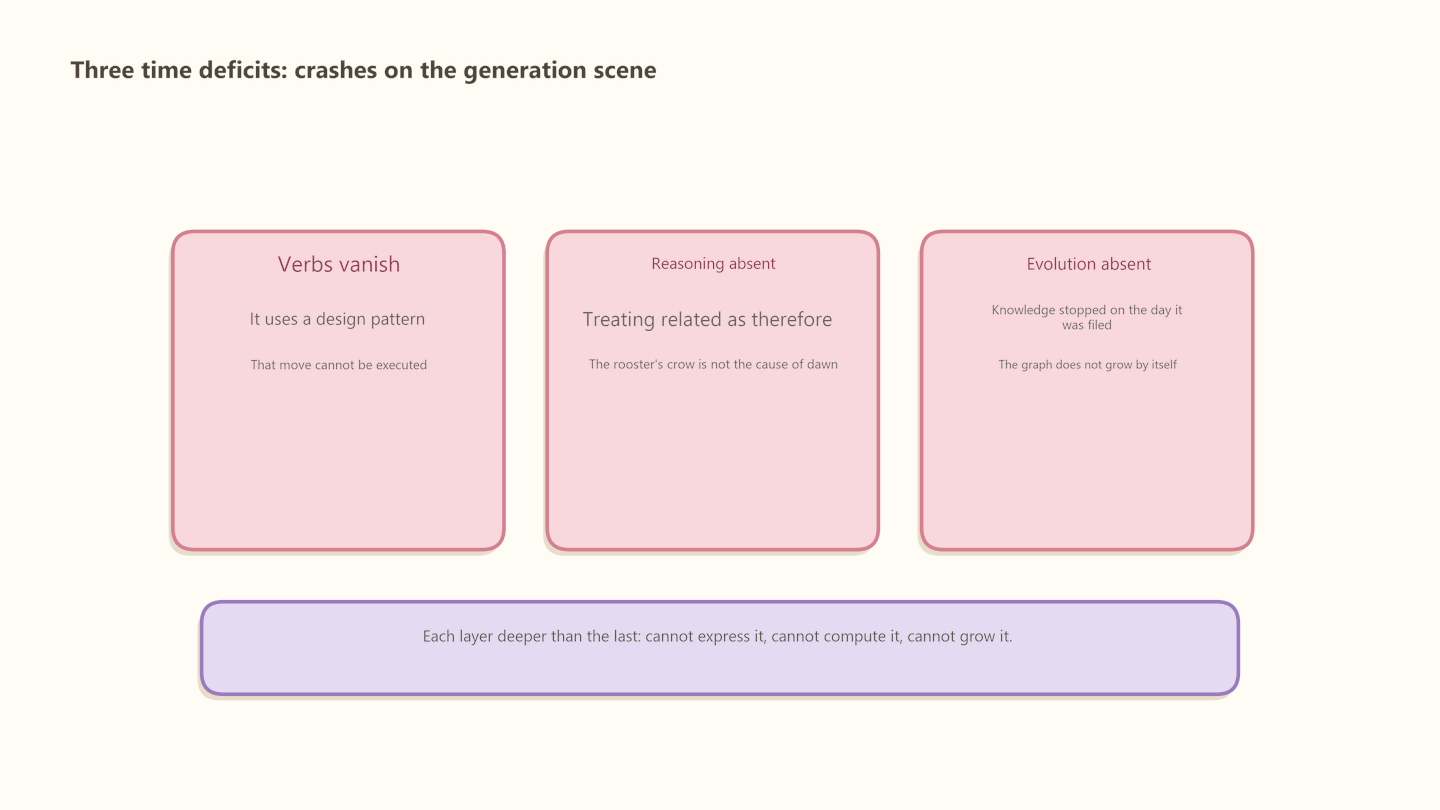 Three time deficits: crashes on the generation scene
Verbs vanish
It uses a design pattern
That move cannot be executed
Reasoning absent
Treating related as therefore
The rooster's crow is not the cause of dawn
Evolution absent
Knowledge stopped on the day it
was filed
The graph does not grow by itself
Each layer deeper than the last: cannot express it, cannot compute it, cannot grow it.